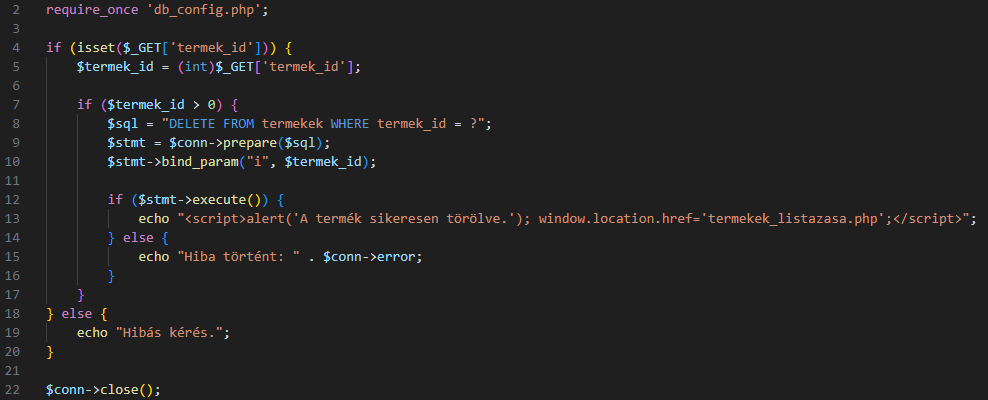 2 require_once 'db_config.php';
3
4 if (isset($_GET['termek_id'])) {
5     $termek_id = (int)$_GET['termek_id'];
6
7     if ($termek_id > 0) {
8         $sql = "DELETE FROM termekek WHERE termek_id = ?";
9         $stmt = $conn->prepare($sql);
10         $stmt->bind_param("i", $termek_id);
11
12         if ($stmt->execute()) {
13             echo "<script>alert('A termék sikeresen törölve.'); window.location.href='termekek_listazasa.php';</script>";
14         } else {
15             echo "Hiba történt: " . $conn->error;
16         }
17     }
18 } else {
19     echo "Hibás kérés.";
20 }
21
22 $conn->close();